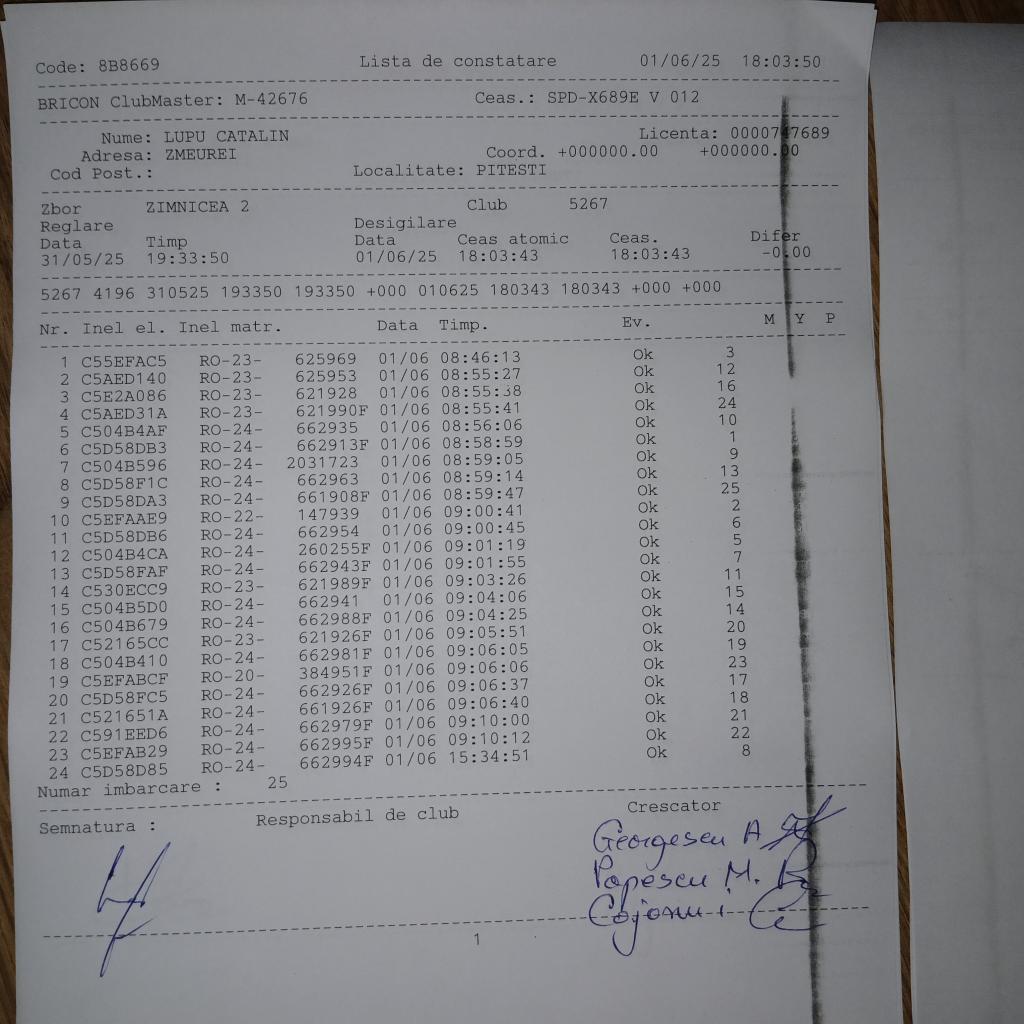 Code: 8B8669 Lista de constatare 01/06/25 18:03:50
BRICON ClubMaster: M-42676 Ceas.: SPD-X689E V 012
Nume: LUPU CATALIN Licenta: 0000747689
Adresa: ZMEUREI Coord. +000000.00 +000000.00
Cod Post.: Localitate: PITESTI
Zbor ZIMNICEA 2 Club 5267
Reglare Desigilare
Data Timp Data Ceas atomic Ceas. Difer
31/05/25 19:33:50 01/06/25 18:03:43 18:03:43 -0.00
5267 4196 310525 193350 193350 +000 010625 180343 180343 +000 +000
Nr. Inel el. Inel matr. Data Timp. Ev. M Y P
1 C55EFAC5 RO-23- 625969 01/06 08:46:13 Ok 3
2 C5AED140 RO-23- 625953 01/06 08:55:27 Ok 12
3 C5E2A086 RO-23- 621928 01/06 08:55:38 Ok 16
4 C5AED31A RO-23- 621990F 01/06 08:55:41 Ok 24
5 C504B4AF RO-24- 662935 01/06 08:56:06 Ok 10
6 C5D58DB3 RO-24- 662913F 01/06 08:58:59 Ok 1
7 C504B596 RO-24- 2031723 01/06 08:59:05 Ok 9
8 C5D58F1C RO-24- 662963 01/06 08:59:14 Ok 13
9 C5D58DA3 RO-24- 661908F 01/06 08:59:47 Ok 25
10 C5EFAAE9 RO-22- 147939 01/06 09:00:41 Ok 2
11 C5D58DB6 RO-24- 662954 01/06 09:00:45 Ok 6
12 C504B4CA RO-24- 260255F 01/06 09:01:19 Ok 5
13 C5D58FAF RO-24- 662943F 01/06 09:01:55 Ok 7
14 C530ECC9 RO-23- 621989F 01/06 09:03:26 Ok 11
15 C504B5D0 RO-24- 662941 01/06 09:04:06 Ok 15
16 C504B679 RO-24- 662988F 01/06 09:04:25 Ok 14
17 C52165CC RO-23- 621926F 01/06 09:05:51 Ok 20
18 C504B410 RO-24- 662981F 01/06 09:06:05 Ok 19
19 C5EFABCF RO-20- 384951F 01/06 09:06:06 Ok 23
20 C5D58FC5 RO-24- 662926F 01/06 09:06:37 Ok 17
21 C521651A RO-24- 661926F 01/06 09:06:40 Ok 18
22 C591EED6 RO-24- 662979F 01/06 09:10:00 Ok 21
23 C5EFAB29 RO-24- 662995F 01/06 09:10:12 Ok 22
24 C5D58D85 RO-24- 662994F 01/06 15:34:51 Ok 8
Numar imbarcare : 25
Semnatura : Responsabil de club Crescator
Georgescu A
Popescu M.
1